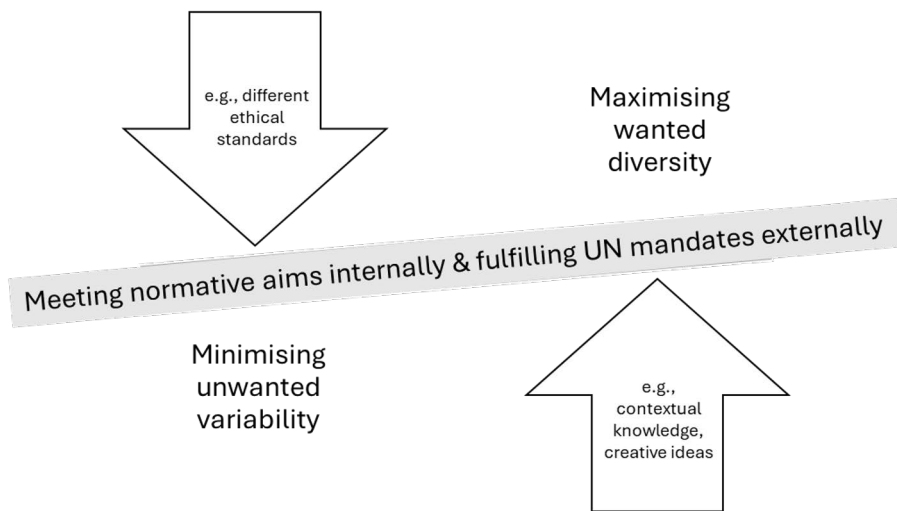 e.g., different
ethical
standards
Maximising
wanted
diversity
Meeting normative aims internally & fulfilling UN mandates externally
Minimising
unwanted
variability
e.g.,
contextual
knowledge,
creative ideas